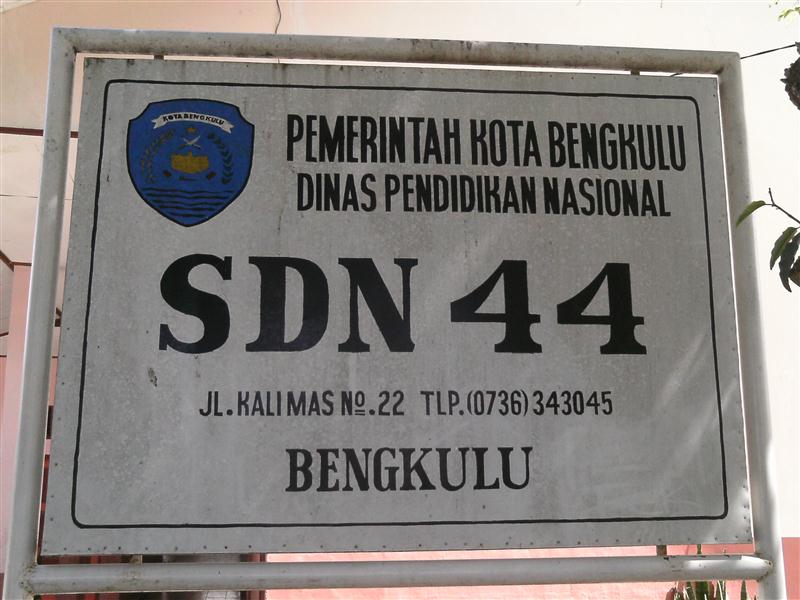 KOTA BENGKULU
PEMERINTAH KOTA BENGKULU
DINAS PENDIDIKAN NASIONAL
SDN 44
JL. KALIMAS No.22 TLP.(0736)343045
BENGKULU